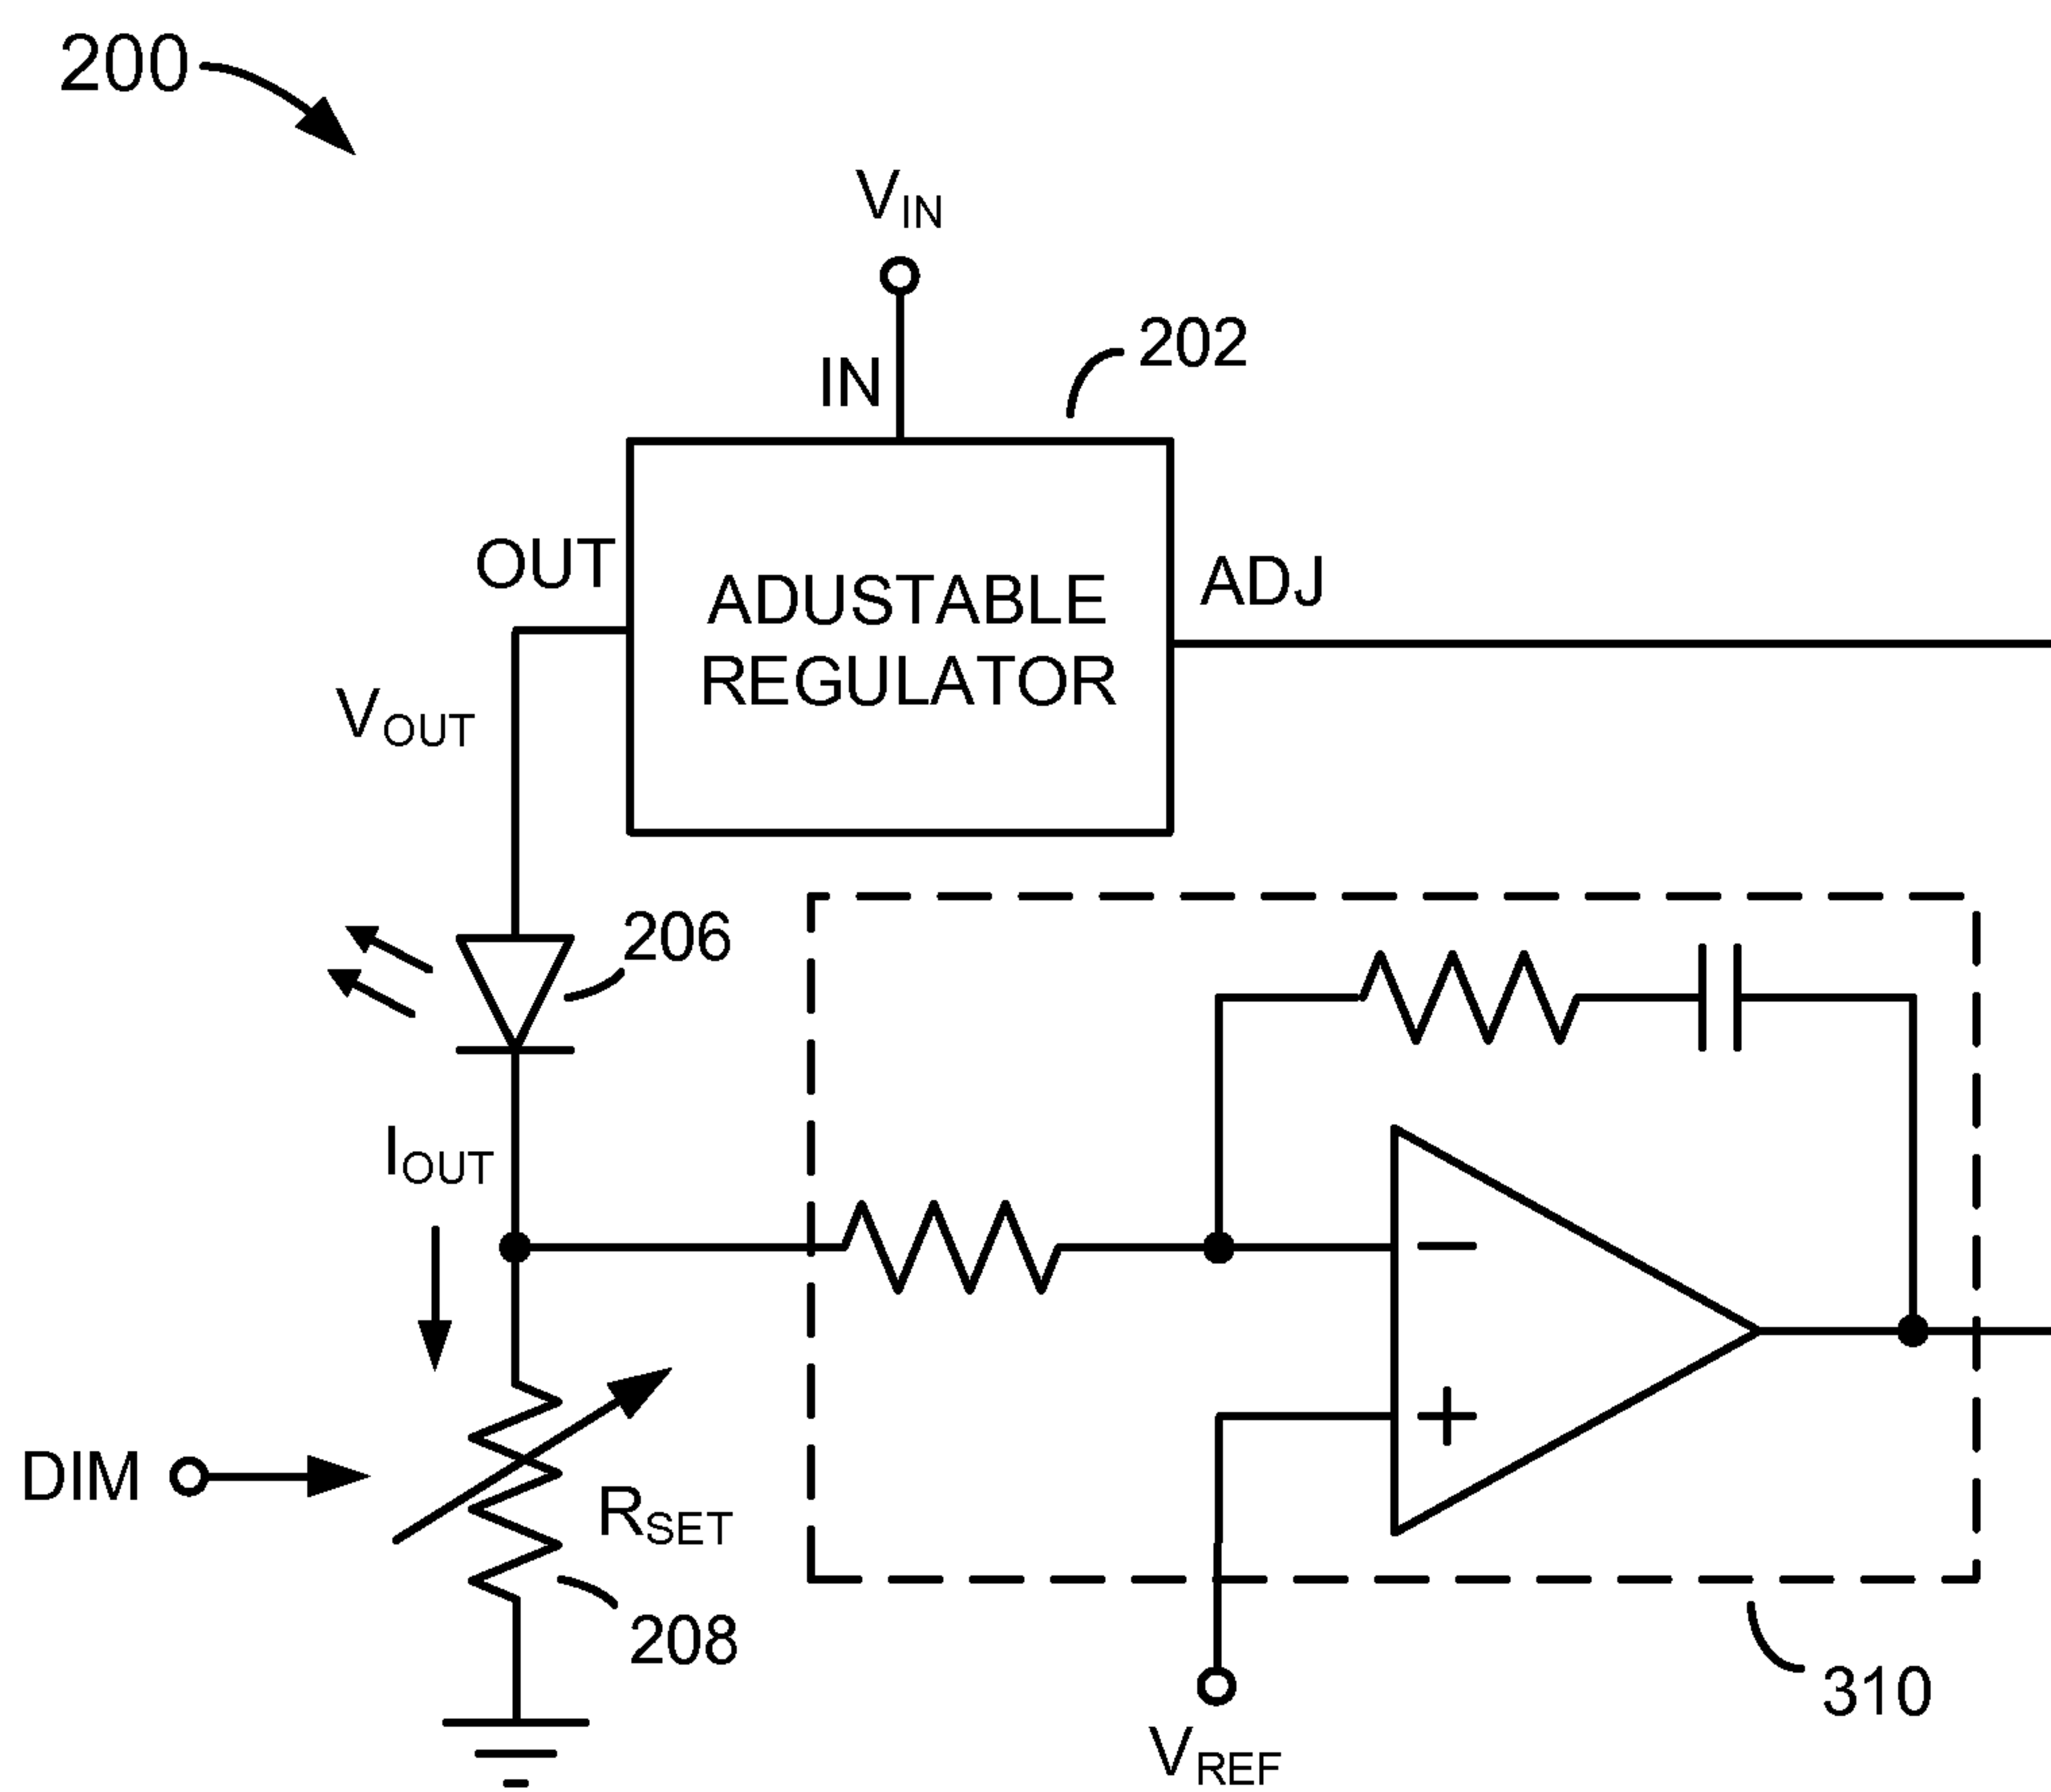 200
VIN
IN
202
OUT
ADUSTABLE
REGULATOR
ADJ
VOUT
206
IOUT
−
+
DIM
RSET
208
310
VREF